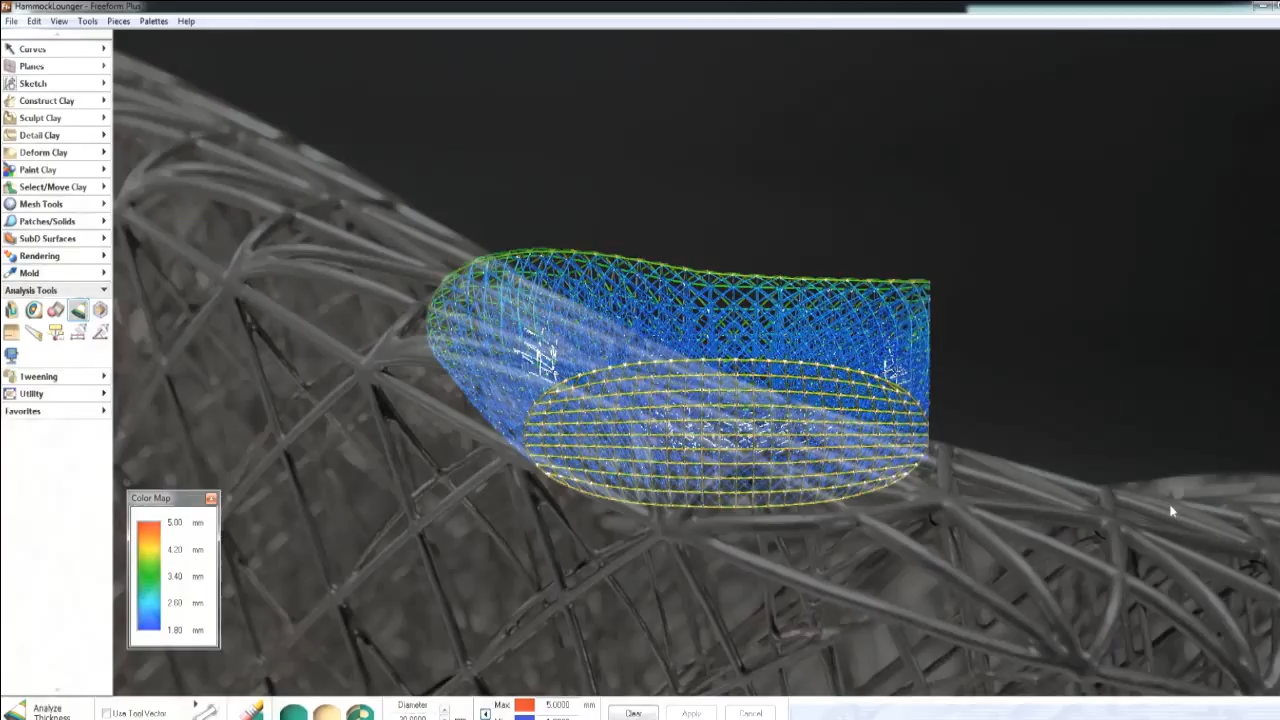 HammockLounger - Freeform Plus
File Edit View Tools Pieces Palettes Help
Curves
Planes
Sketch
Construct Clay
Sculpt Clay
Detail Clay
Deform Clay
Paint Clay
Select/Move Clay
Mesh Tools
Patches/Solids
SubD Surfaces
Rendering
Mold
Analysis Tools
Tweening
Utility
Favorites
Color Map
5.00 mm
4.20 mm
3.40 mm
2.60 mm
1.80 mm
Analyze
Thickness
Use Tool Vector
Diameter
Max 5.0000 mm
Clear Apply Cancel